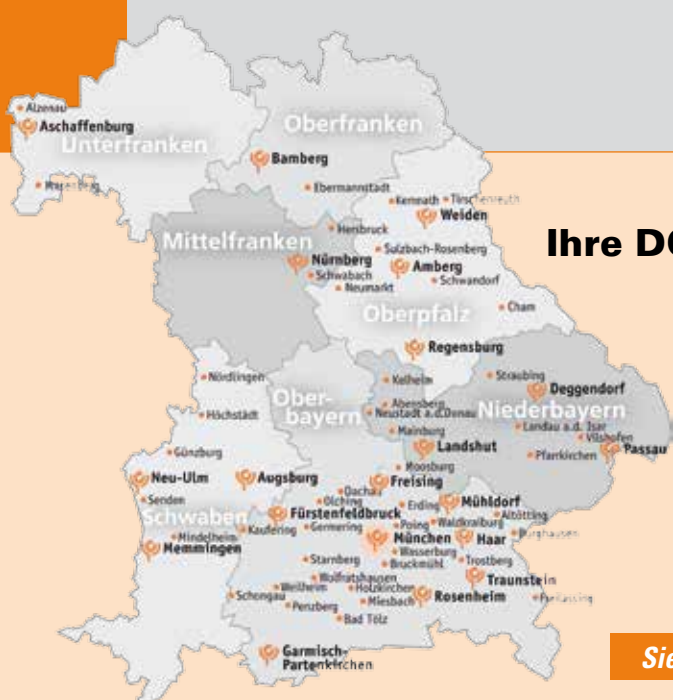 Alzenau
Aschaffenburg
Unterfranken
Oberfranken
Bamberg
Ebermannstadt
Kemnath
Tirschenreuth
Weiden
Mittelfranken
Hersbruck
Nürnberg
Sulzbach-Rosenberg
Amberg
Schwabach
Schwandorf
Neumarkt
Oberpfalz
Cham
Regensburg
Ihre
Nördlingen
Höchstädt
Ober-
bayern
Kelheim
Abensberg
Neustadt a.d.Donau
Mainburg
Straubing
Deggendorf
Niederbayern
Landau a.d. Isar
Vilshofen
Passau
Pfarrkirchen
Landshut
Günzburg
Moosburg
Neu-Ulm
Augsburg
Freising
Dachau
Olching
Senden
Schwaben
Fürstenfeldbruck
Erding
Mühldorf
Altötting
Kaufering
Germering
Poing
Waldkraiburg
Burghausen
Mindelheim
Memmingen
München
Haar
Wasserburg
Starnberg
Bruckmühl
Trostberg
Wolfratshausen
Traunstein
Weilheim
Holzkirchen
Schongau
Miesbach
Rosenheim
Freilassing
Penzberg
Bad Tölz
Garmisch-
Partenkirchen
Sie